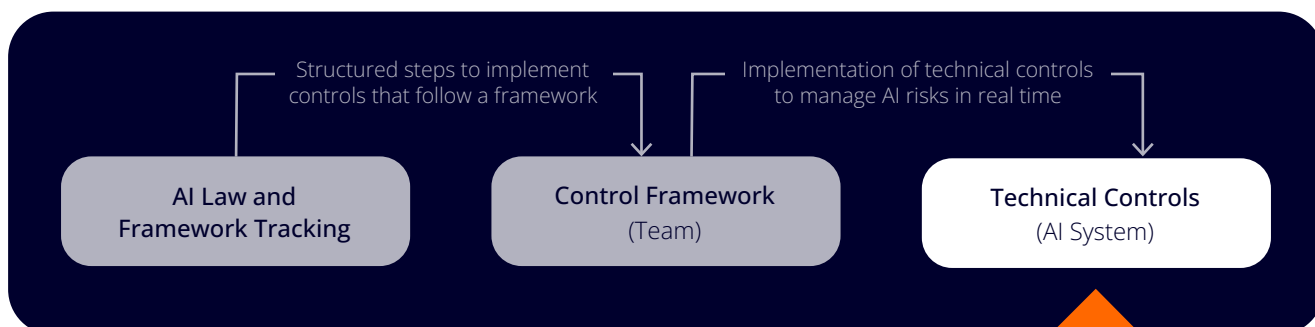 Structured steps to implement
controls that follow a framework
Implementation of technical controls
to manage AI risks in real time
AI Law and
Framework Tracking
Control Framework
(Team)
Technical Controls
(AI System)